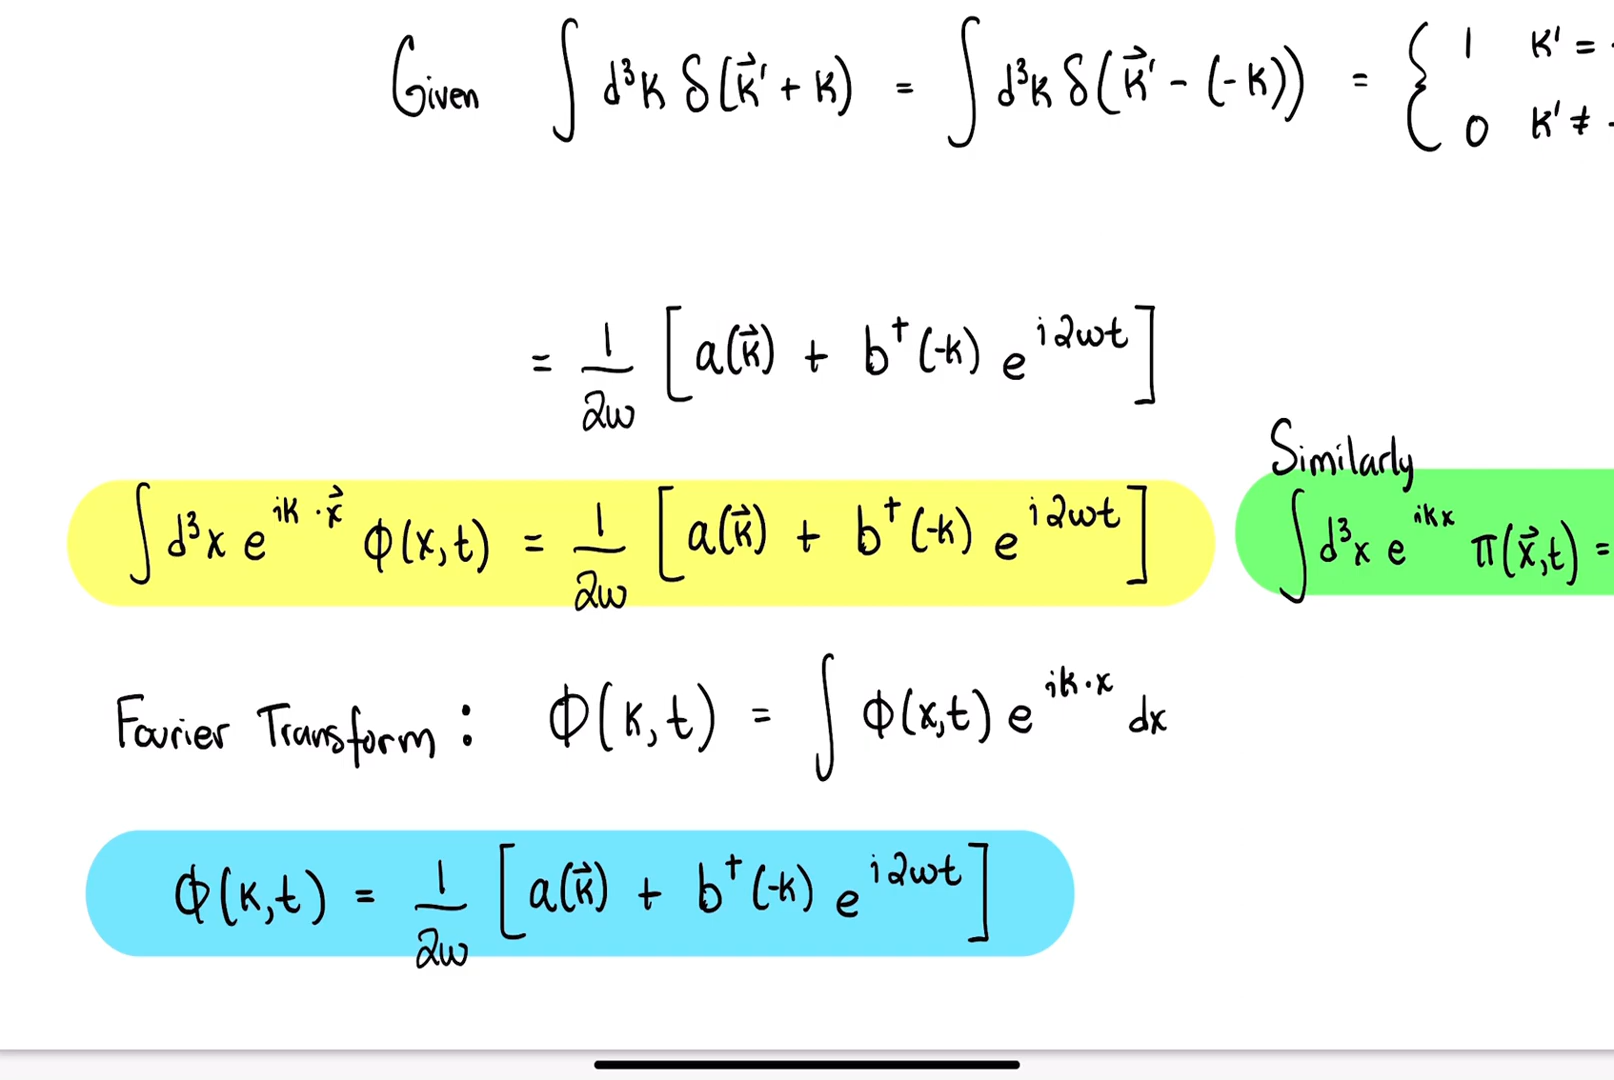 Given ∫ d³k δ(k⃗' + k) = ∫ d³k δ(k⃗' - (-k)) = { 1 k' =
0 k' ≠
= 1/2ω [a(k⃗) + b†(-k) e^{i2ωt}]
Similarly
∫ d³x e^{ik·x⃗} ϕ(x,t) = 1/2ω [a(k⃗) + b†(-k) e^{i2ωt}]
∫ d³x e^{ikx} π(x⃗,t) =
Fourier Transform : Φ(k,t) = ∫ ϕ(x,t) e^{ik·x} dx
ϕ(k,t) = 1/2ω [a(k⃗) + b†(-k) e^{i2ωt}]